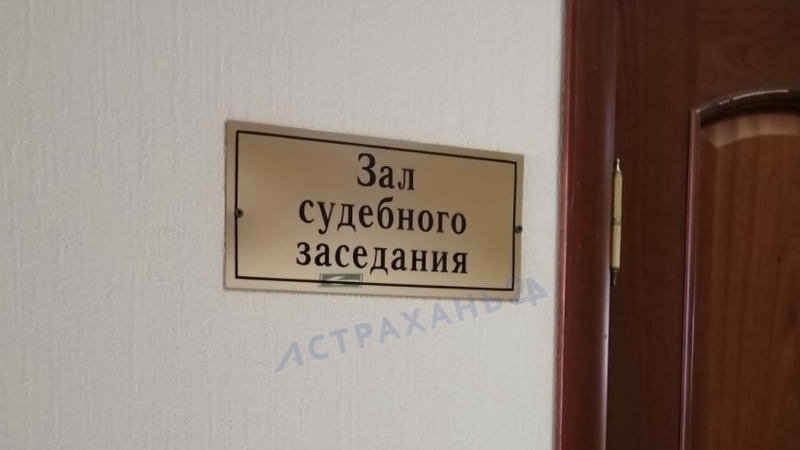 Зал
судебного
заседания
АСТРАХАНЬ24